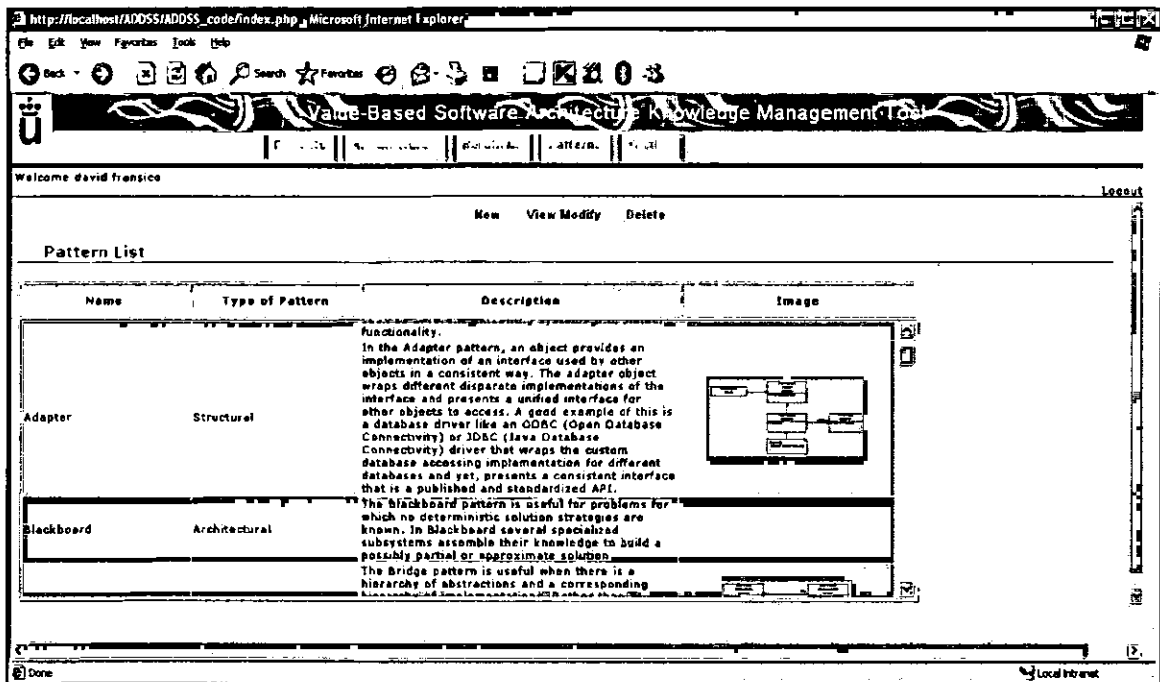 http://localhost/ADDSS/ADDSS_code/index.php - Microsoft Internet Explorer
File Edit View Favorites Tools Help
Back Search Favorites
Value-Based Software Architecture Knowledge Management Tool
Patterns
Welcome david fransico
Logout
New View Modify Delete
Pattern List
Name Type of Pattern Description Image
functionality.
In the Adapter pattern, an object provides an
implementation of an interface used by other
objects in a consistent way. The adapter object
wraps different disparate implementations of the
interface and presents a unified interface for
other objects to access. A good example of this is
a database driver like an ODBC (Open Database
Connectivity) or JDBC (Java Database
Connectivity) driver that wraps the custom
database accessing implementation for different
databases and yet, presents a consistent interface
that is a published and standardized API.
Adapter Structural
The blackboard pattern is useful for problems for
which no deterministic solution strategies are
known. In Blackboard several specialized
subsystems assemble their knowledge to build a
possibly partial or approximate solution
Blackboard Architectural
The Bridge pattern is useful when there is a
hierarchy of abstractions and a corresponding
Done Local intranet